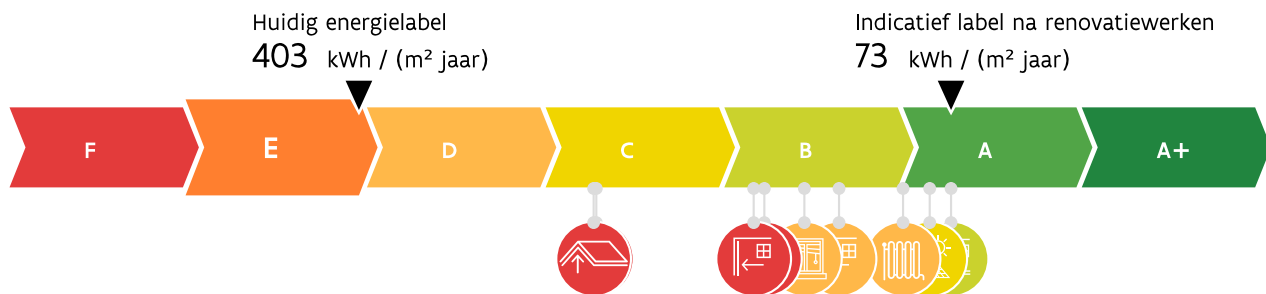 Huidig energielabel
403 kWh / (m² jaar)
Indicatief label na renovatiewerken
73 kWh / (m² jaar)
F E D C B A A+